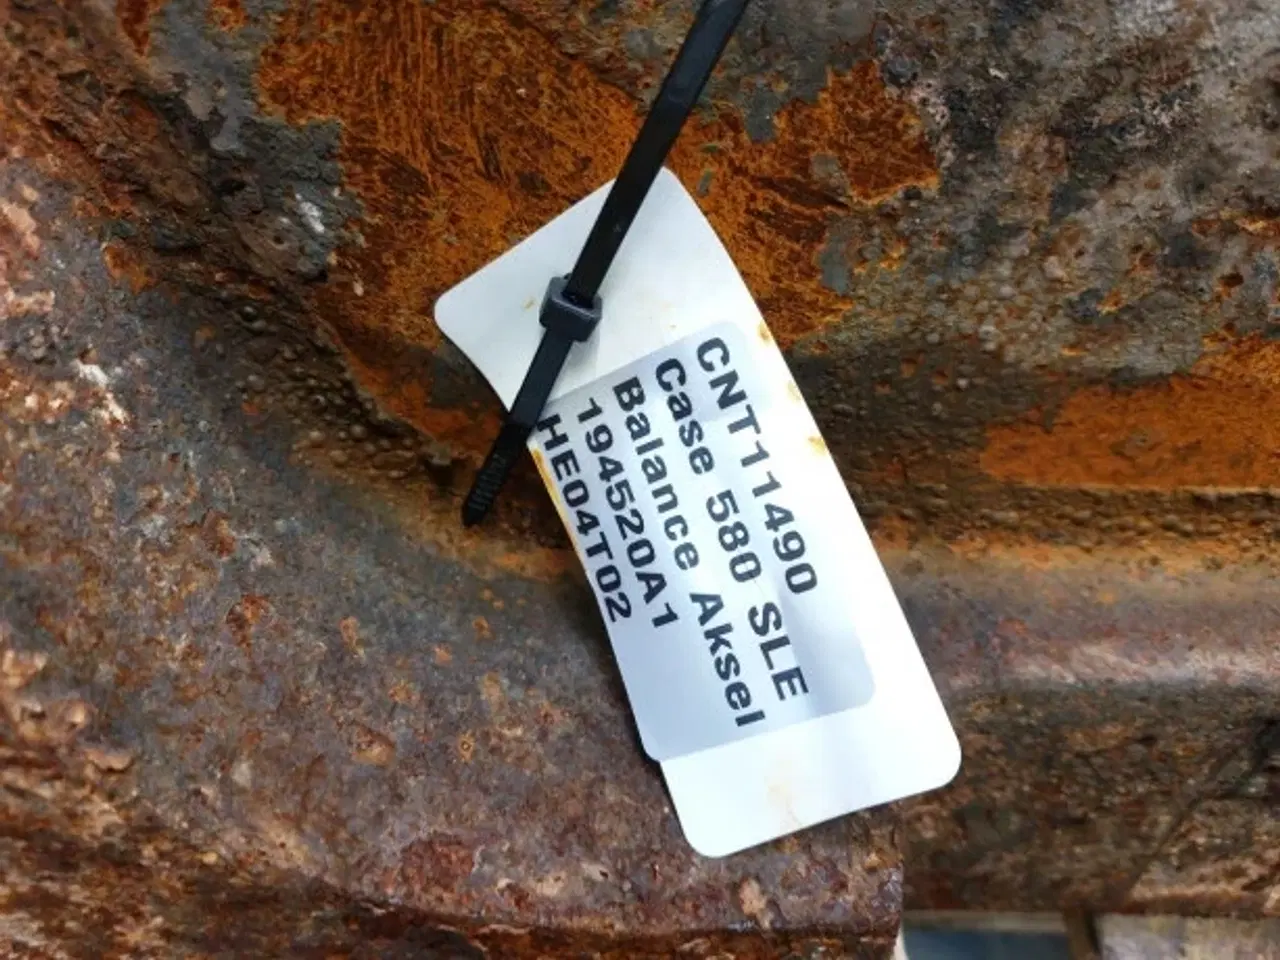 CNT11490
Case 580 SLE
Balance Aksel
194520A1
HE04T02